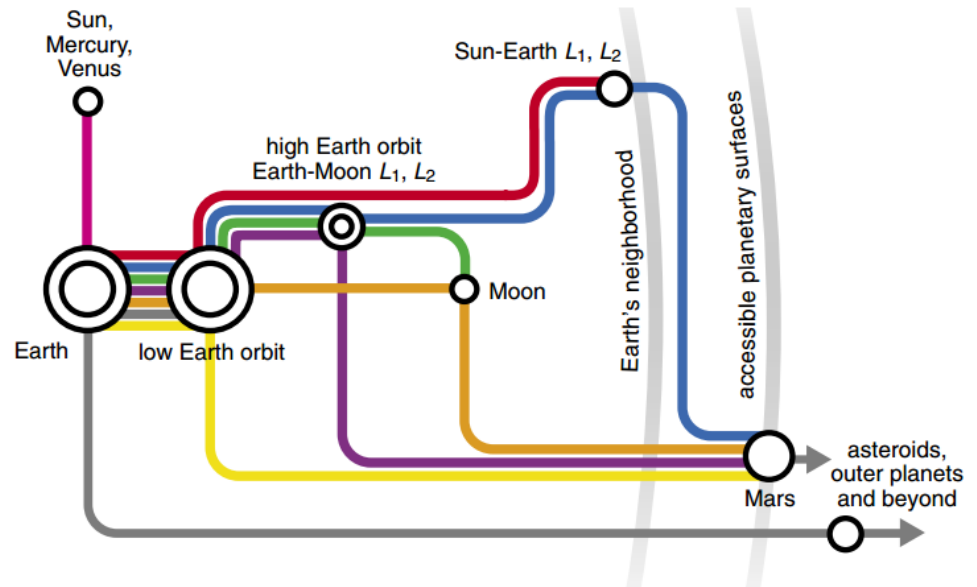 Sun,
Mercury,
Venus
Sun-Earth L1, L2
high Earth orbit
Earth-Moon L1, L2
Earth's neighborhood
accessible planetary surfaces
Moon
Earth
low Earth orbit
asteroids,
outer planets
and beyond
Mars